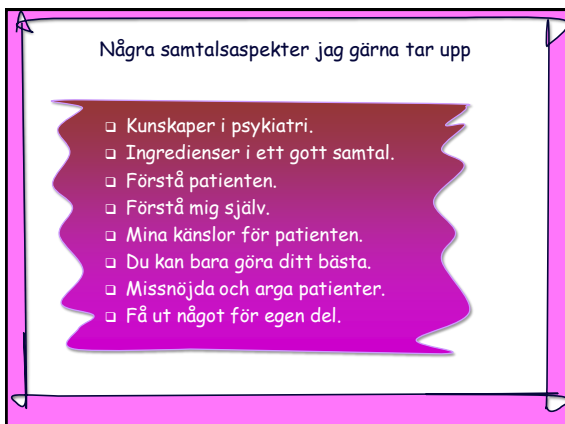 Några samtalsaspekter jag gärna tar upp
❑ Kunskaper i psykiatri.
❑ Ingredienser i ett gott samtal.
❑ Förstå patienten.
❑ Förstå mig själv.
❑ Mina känslor för patienten.
❑ Du kan bara göra ditt bästa.
❑ Missnöjda och arga patienter.
❑ Få ut något för egen del.